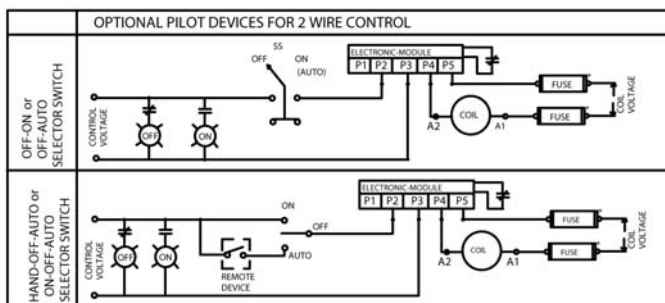 OPTIONAL PILOT DEVICES FOR 2 WIRE CONTROL
OFF-ON or
OFF-AUTO
SELECTOR SWITCH
CONTROL
VOLTAGE
OFF
ON
SS
OFF
ON
(AUTO)
ELECTRONIC-MODULE
P1 P2 P3 P4 P5
A2
COIL
A1
FUSE
FUSE
COIL
VOLTAGE
HAND-OFF-AUTO or
ON-OFF-AUTO
SELECTOR SWITCH
CONTROL
VOLTAGE
OFF
ON
REMOTE
DEVICE
ON
OFF
AUTO
ELECTRONIC-MODULE
P1 P2 P3 P4 P5
A2
COIL
A1
FUSE
FUSE
COIL
VOLTAGE